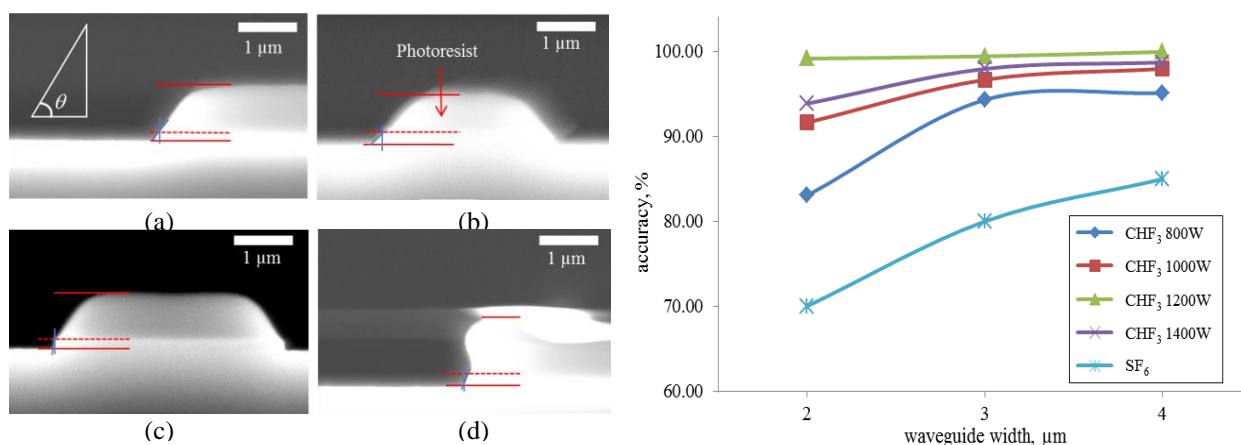 1 µm
θ
(a)
1 µm
Photoresist
(b)
1 µm
(c)
1 µm
(d)
accuracy, %
100.00
90.00
80.00
70.00
60.00
2
3
4
waveguide width, µm
CHF₃ 800W
CHF₃ 1000W
CHF₃ 1200W
CHF₃ 1400W
SF₆